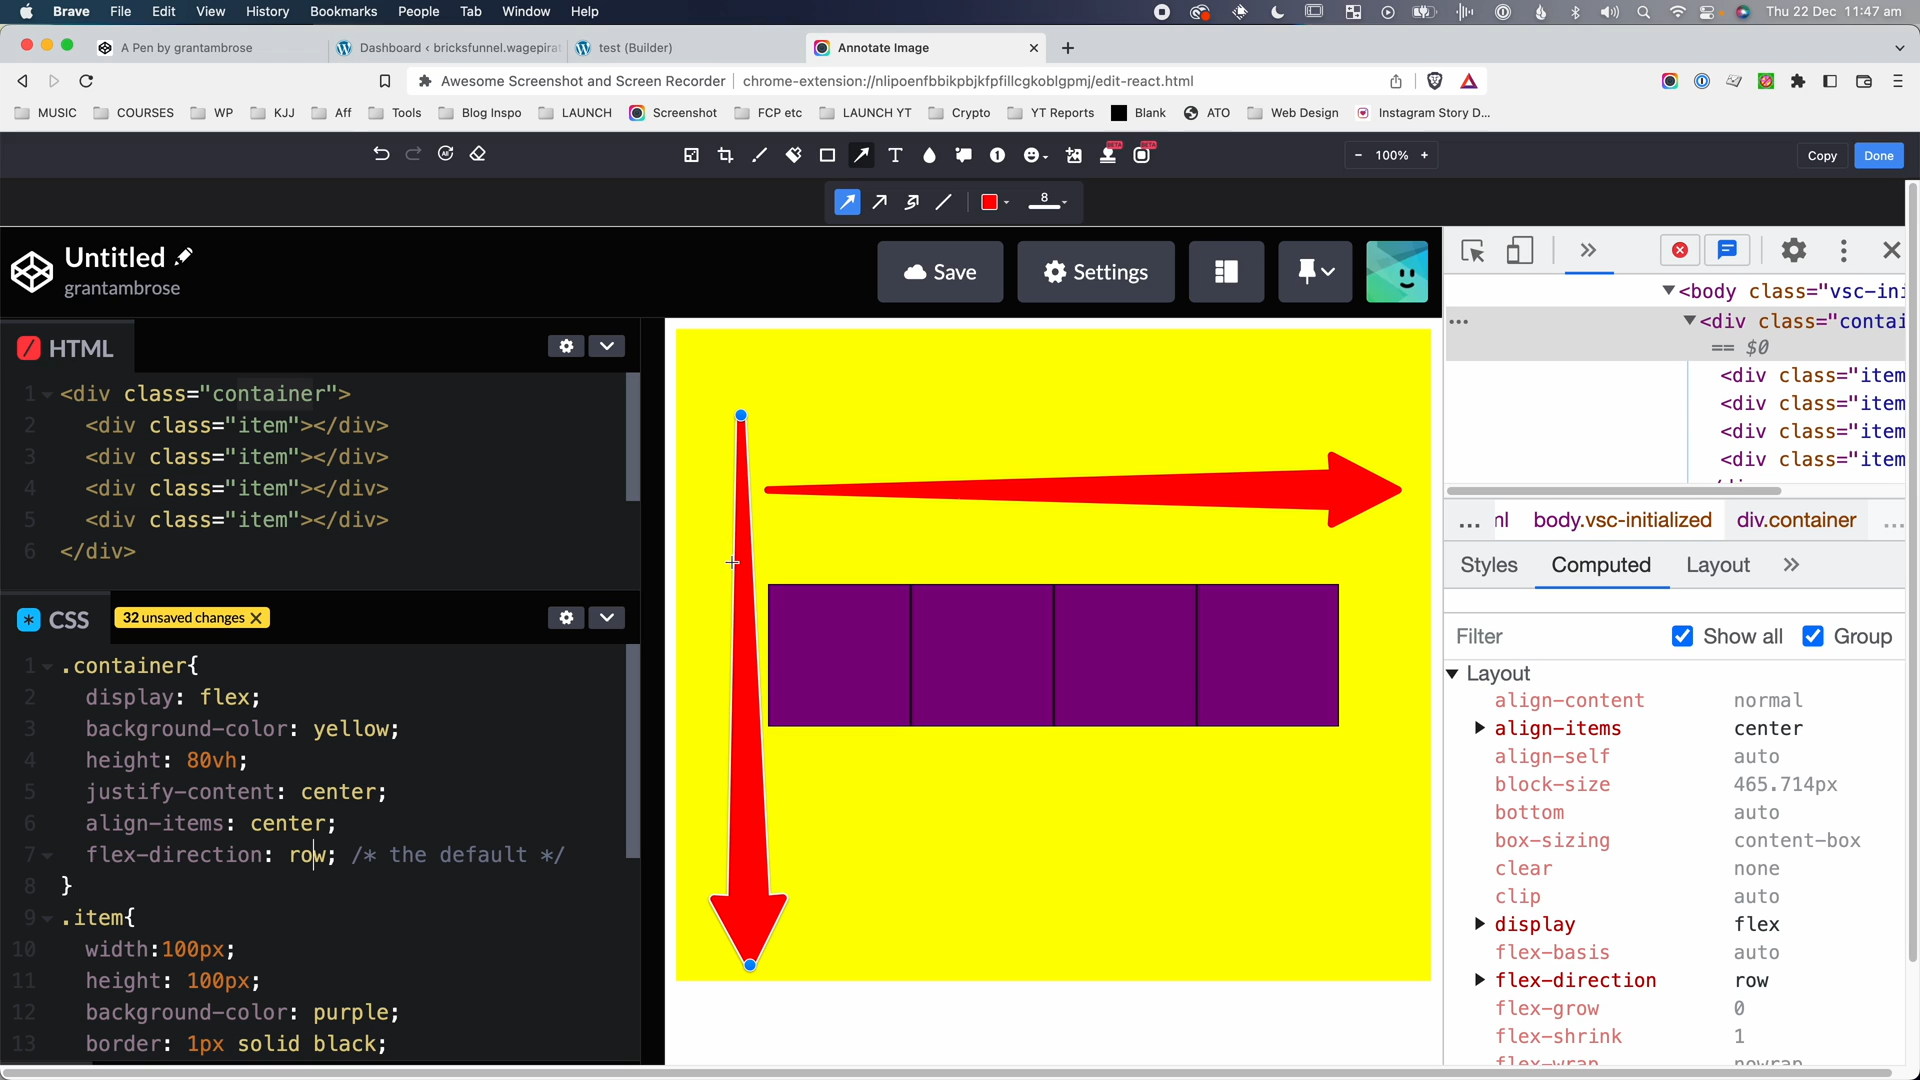 Brave File Edit View History Bookmarks People Tab Window Help Thu 22 Dec 11:47 am
A Pen by grantambrose Dashboard ‹ bricksfunnel.wagepirat test (Builder) Annotate Image
Awesome Screenshot and Screen Recorder chrome-extension://nlipoenfbbikpbjkfpfillcgkoblgpmj/edit-react.html
MUSIC COURSES WP KJJ Aff Tools Blog Inspo LAUNCH Screenshot FCP etc LAUNCH YT Crypto YT Reports Blank ATO Web Design Instagram Story D...
BETA BETA
100% Copy Done
8
Untitled
grantambrose
Save Settings
HTML
1 <div class="container">
2 <div class="item"></div>
3 <div class="item"></div>
4 <div class="item"></div>
5 <div class="item"></div>
6 </div>
CSS 32 unsaved changes
1 .container{
2 display: flex;
3 background-color: yellow;
4 height: 80vh;
5 justify-content: center;
6 align-items: center;
7 flex-direction: row; /* the default */
8 }
9 .item{
10 width:100px;
11 height: 100px;
12 background-color: purple;
13 border: 1px solid black;
<body class="vsc-ini
<div class="contai
== $0
<div class="item
<div class="item
<div class="item
<div class="item
... ml body.vsc-initialized div.container ...
Styles Computed Layout
Filter Show all Group
Layout
align-content normal
align-items center
align-self auto
block-size 465.714px
bottom auto
box-sizing content-box
clear none
clip auto
display flex
flex-basis auto
flex-direction row
flex-grow 0
flex-shrink 1
flex-wrap nowrap